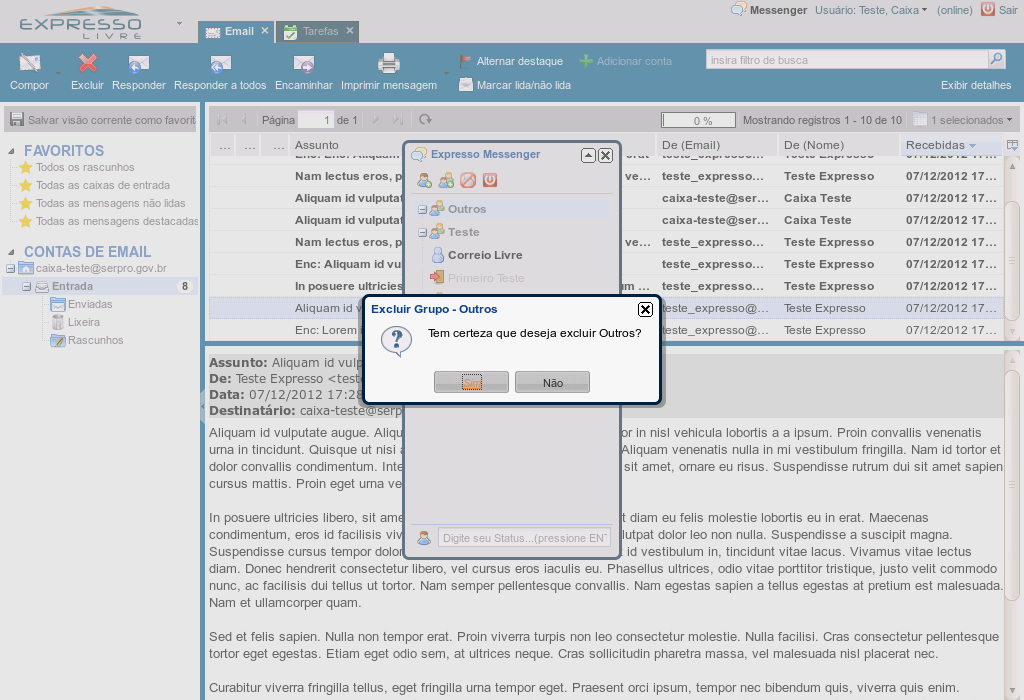 EXPRESSO
LIVRE
Messenger Usuário: Teste, Caixa (online) Sair
Email Tarefas
Compor Excluir Responder Responder a todos Encaminhar Imprimir mensagem
Alternar destaque Adicionar conta
Marcar lida/não lida
insira filtro de busca
Exibir detalhes
Salvar visão corrente como favorit
FAVORITOS
Todos os rascunhos
Todas as caixas de entrada
Todas as mensagens não lidas
Todas as mensagens destacadas
CONTAS DE EMAIL
caixa-teste@serpro.gov.br
Entrada 8
Enviadas
Lixeira
Rascunhos
Página 1 de 1 0 % Mostrando registros 1 - 10 de 10 1 selecionados
... ... ... Assunto De (Email) De (Nome) Recebidas
Nam lectus eros, p ve... teste_expresso... Teste Expresso 07/12/2012 17...
Aliquam id vulputat caixa-teste@ser... Caixa Teste 07/12/2012 17...
Aliquam id vulputat caixa-teste@ser... Caixa Teste 07/12/2012 17...
Nam lectus eros, p ve... teste_expresso... Teste Expresso 07/12/2012 17...
Enc: Aliquam id vu teste_expresso... Teste Expresso 07/12/2012 17...
In posuere ultricies m ... teste_expresso... Teste Expresso 07/12/2012 17...
Aliquam id v teste_expresso@... Teste Expresso 07/12/2012 17...
Enc: Lorem i teste_expresso@... Teste Expresso 07/12/2012 17...
Expresso Messenger
Outros
Teste
Correio Livre
Primeiro Teste
Digite seu Status...(pressione EN
Excluir Grupo - Outros
Tem certeza que deseja excluir Outros?
Sim Não
Assunto: Aliquam id vulp
De: Teste Expresso <teste
Data: 07/12/2012 17:28
Destinatário: caixa-teste@serp
Aliquam id vulputate augue. Aliqu or in nisl vehicula lobortis a a ipsum. Proin convallis venenatis
urna in tincidunt. Quisque ut nisi a Aliquam venenatis nulla in mi vestibulum fringilla. Nam id tortor et
dolor convallis condimentum. Inte sit amet, ornare eu risus. Suspendisse rutrum dui sit amet sapien
cursus mattis. Proin eget urna ve
In posuere ultricies libero, sit ame t diam eu felis molestie lobortis eu in erat. Maecenas
condimentum, eros id facilisis viv lutpat dolor leo non nulla. Suspendisse a suscipit magna.
Suspendisse cursus tempor dolor id vestibulum in, tincidunt vitae lacus. Vivamus vitae lectus
diam. Donec hendrerit consectetur libero, vel cursus eros iaculis eu. Phasellus ultrices, odio vitae porttitor tristique, justo velit commodo
nunc, ac facilisis dui tellus ut tortor. Nam semper pellentesque convallis. Nam egestas sapien a tellus egestas at pretium est malesuada.
Nam et ullamcorper quam.
Sed et felis sapien. Nulla non tempor erat. Proin viverra turpis non leo consectetur molestie. Nulla facilisi. Cras consectetur pellentesque
tortor eget egestas. Etiam eget odio sem, at ultrices neque. Cras sollicitudin pharetra massa, vel malesuada nisl placerat nec.
Curabitur viverra fringilla tellus, eget fringilla urna tempor eget. Praesent orci ipsum, tempor nec bibendum quis, viverra quis enim.